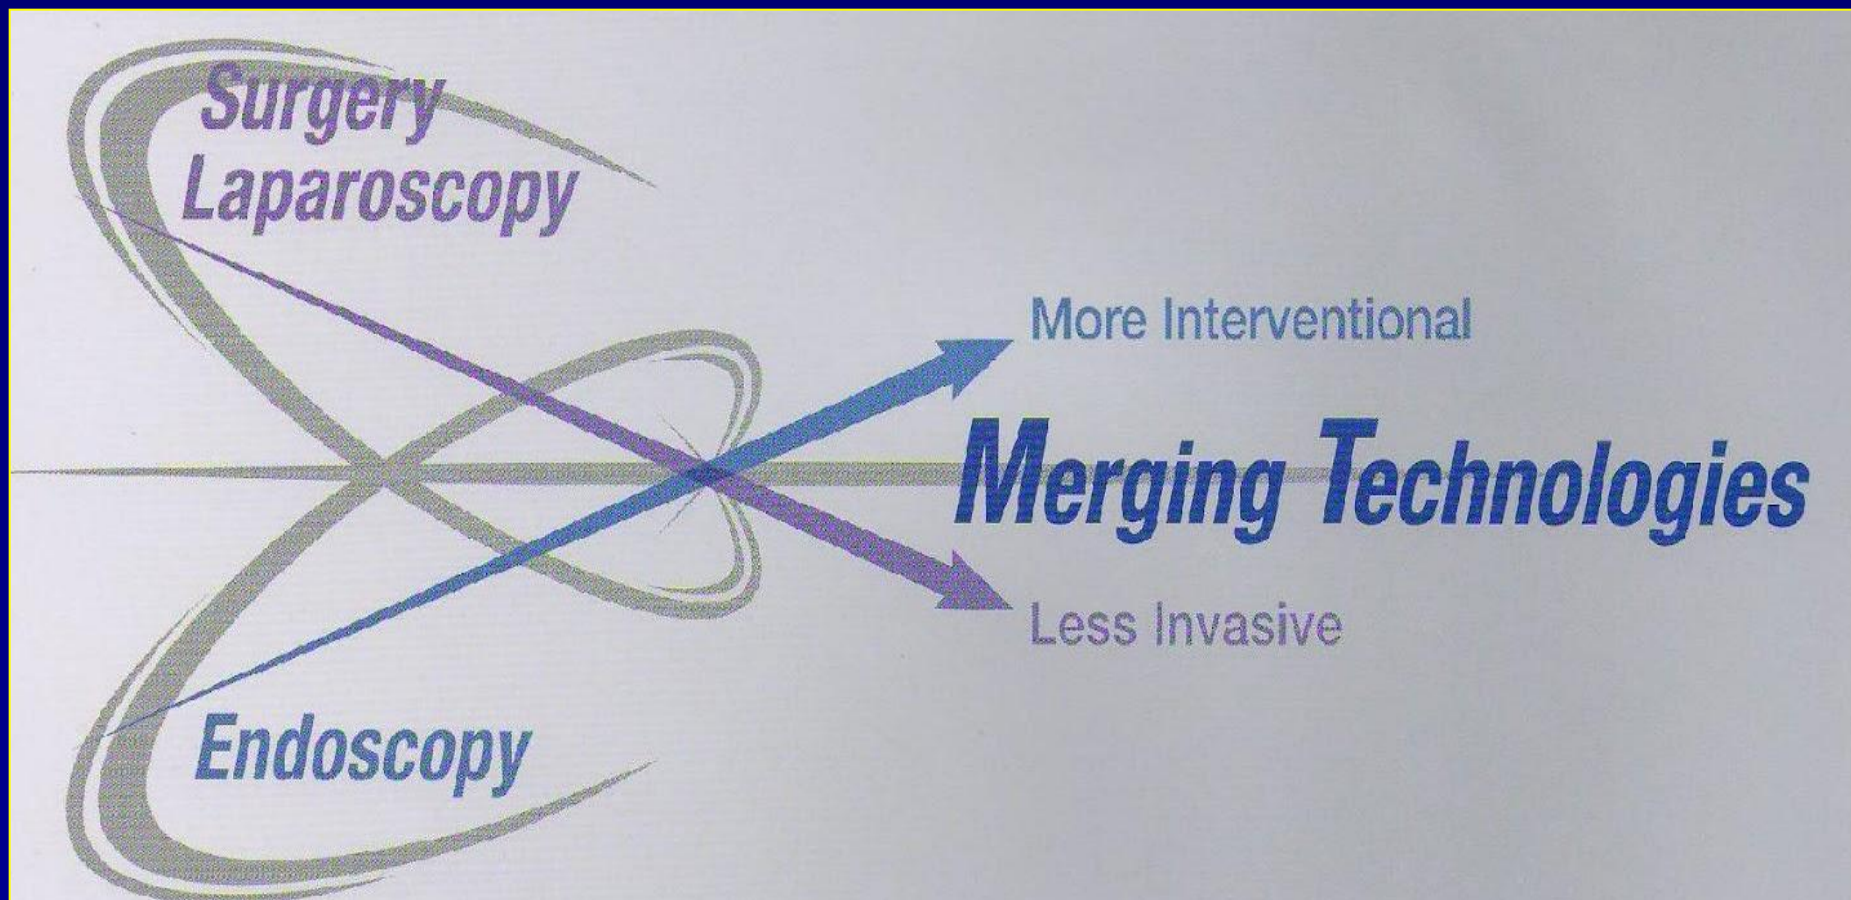 Surgery
Laparoscopy
More Interventional
Merging Technologies
Less Invasive
Endoscopy